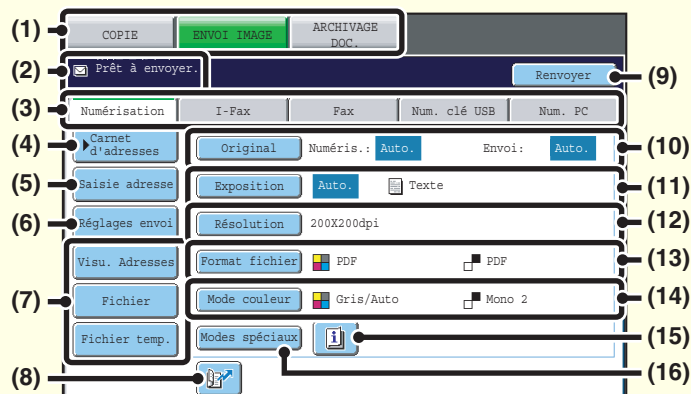 (1) COPIE ENVOI IMAGE ARCHIVAGE DOC.
(2) Prêt à envoyer. Renvoyer (9)
(3) Numérisation I-Fax Fax Num. clé USB Num. PC
(4) Carnet d'adresses Original Numéris.: Auto. Envoi: Auto. (10)
(5) Saisie adresse Exposition Auto. Texte (11)
(6) Réglages envoi Résolution 200X200dpi (12)
Visu. Adresses Format fichier PDF PDF (13)
(7) Fichier Mode couleur Gris/Auto Mono 2 (14)
Fichier temp. Modes spéciaux (15)
(16)
(8)